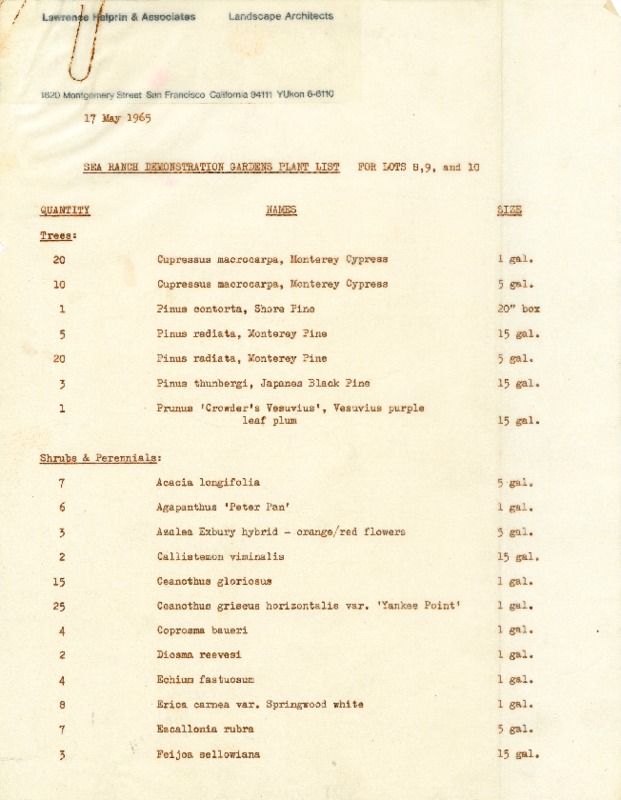 Lawrence Halprin & Associates Landscape Architects
1620 Montgomery Street San Francisco California 94111 YUkon 6-6110
17 May 1965
SEA RANCH DEMONSTRATION GARDENS PLANT LIST FOR LOTS 8,9, and 10
QUANTITY NAMES SIZE
Trees:
20 Cupressus macrocarpa, Monterey Cypress 1 gal.
10 Cupressus macrocarpa, Monterey Cypress 5 gal.
1 Pinus contorta, Shore Pine 20" box
5 Pinus radiata, Monterey Pine 15 gal.
20 Pinus radiata, Monterey Pine 5 gal.
3 Pinus thunbergi, Japanes Black Pine 15 gal.
1 Prunus 'Crowder's Vesuvius', Vesuvius purple
leaf plum 15 gal.
Shrubs & Perennials:
7 Acacia longifolia 5 gal.
6 Agapanthus 'Peter Pan' 1 gal.
3 Azalea Exbury hybrid - orange/red flowers 5 gal.
2 Callistemon viminalis 15 gal.
15 Ceanothus gloriosus 1 gal.
25 Ceanothus griseus horizontalis var. 'Yankee Point' 1 gal.
4 Coprosma baueri 1 gal.
2 Diosma reevesi 1 gal.
4 Echium fastuosum 1 gal.
8 Erica carnea var. Springwood white 1 gal.
7 Escallonia rubra 5 gal.
3 Feijoa sellowiana 15 gal.